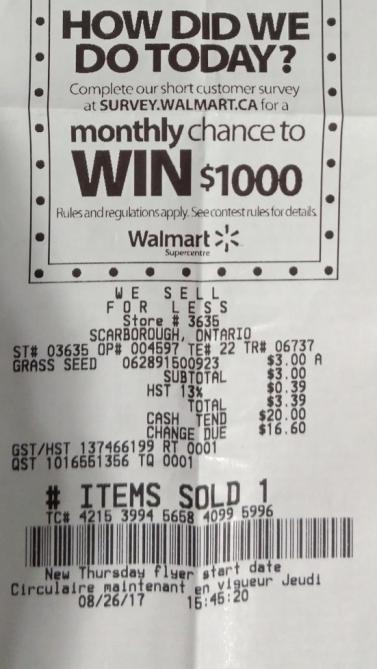 HOW DID WE
DO TODAY?
Complete our short customer survey
at SURVEY.WALMART.CA for a
monthly chance to
WIN $1000
Rules and regulations apply. See contest rules for details.
Walmart
Supercentre
WE SELL
FOR LESS
Store # 3635
SCARBOROUGH, ONTARIO
ST# 03635 OP# 004597 TE# 22 TR# 06737
GRASS SEED 062891500923 $3.00 A
SUBTOTAL $3.00
HST 13% $0.39
TOTAL $3.39
CASH TEND $20.00
CHANGE DUE $16.60
GST/HST 137466199 RT 0001
QST 1016551356 TQ 0001
# ITEMS SOLD 1
TC# 4215 3994 5658 4099 5996
New Thursday flyer start date
Circulaire maintenant en vigueur Jeudi
08/26/17 15:45:20